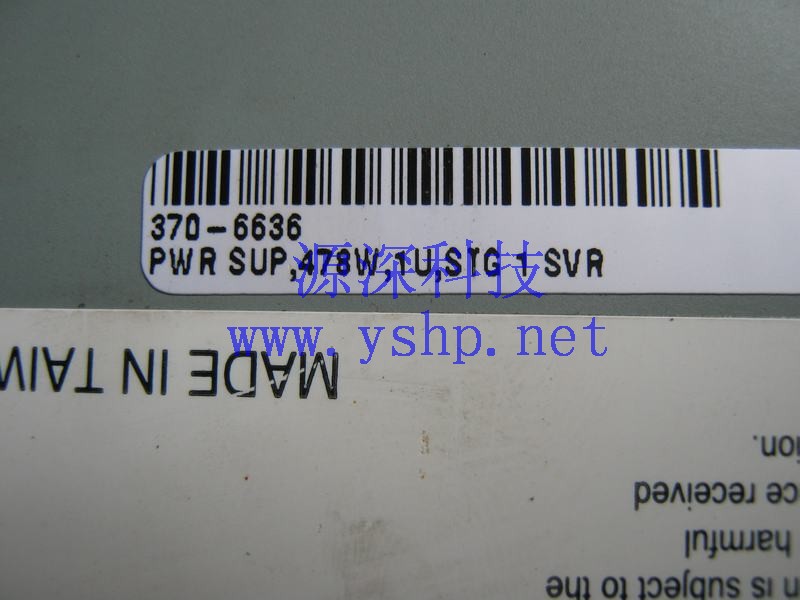 370-6636
PWR SUP,478W,1U,SIG 1 SVR
源深科技
www.yshp.net
MADE IN TAIW
n is subject to the
harmful
ce received
tion.